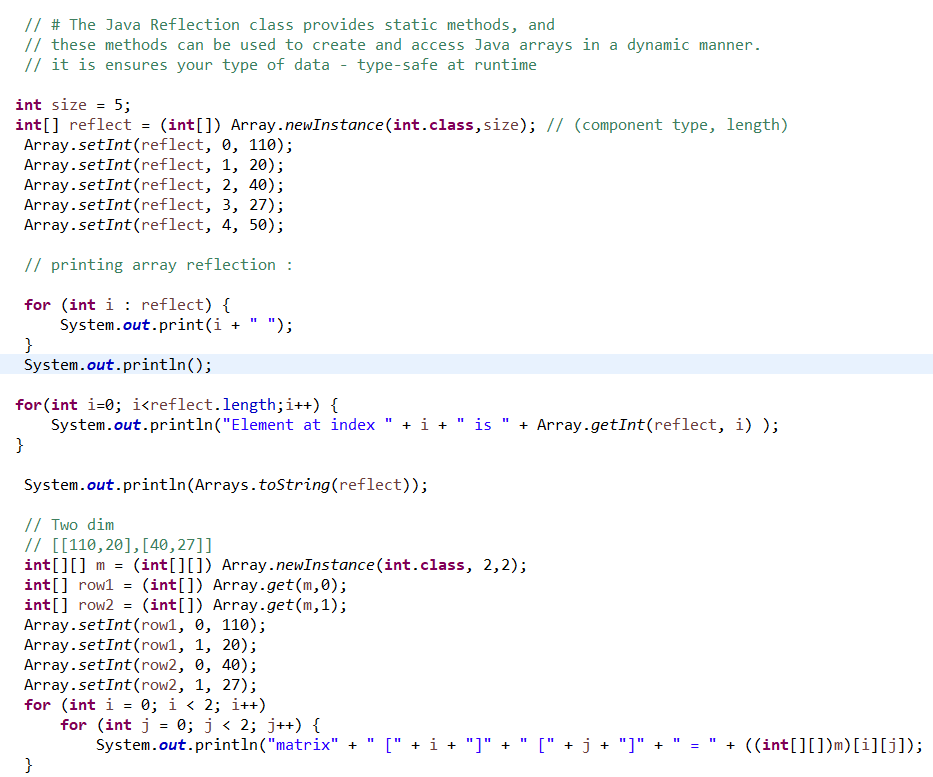 // # The Java Reflection class provides static methods, and
// these methods can be used to create and access Java arrays in a dynamic manner.
// it is ensures your type of data - type-safe at runtime
int size = 5;
int[] reflect = (int[]) Array.newInstance(int.class,size); // (component type, length)
Array.setInt(reflect, 0, 110);
Array.setInt(reflect, 1, 20);
Array.setInt(reflect, 2, 40);
Array.setInt(reflect, 3, 27);
Array.setInt(reflect, 4, 50);
// printing array reflection :
for (int i : reflect) {
System.out.print(i + " ");
}
System.out.println();
for(int i=0; i<reflect.length;i++) {
System.out.println("Element at index " + i + " is " + Array.getInt(reflect, i) );
}
System.out.println(Arrays.toString(reflect));
// Two dim
// [[110,20],[40,27]]
int[][] m = (int[][]) Array.newInstance(int.class, 2,2);
int[] row1 = (int[]) Array.get(m,0);
int[] row2 = (int[]) Array.get(m,1);
Array.setInt(row1, 0, 110);
Array.setInt(row1, 1, 20);
Array.setInt(row2, 0, 40);
Array.setInt(row2, 1, 27);
for (int i = 0; i < 2; i++)
for (int j = 0; j < 2; j++) {
System.out.println("matrix" + " [" + i + "]" + " [" + j + "]" + " = " + ((int[][])m)[i][j]);
}